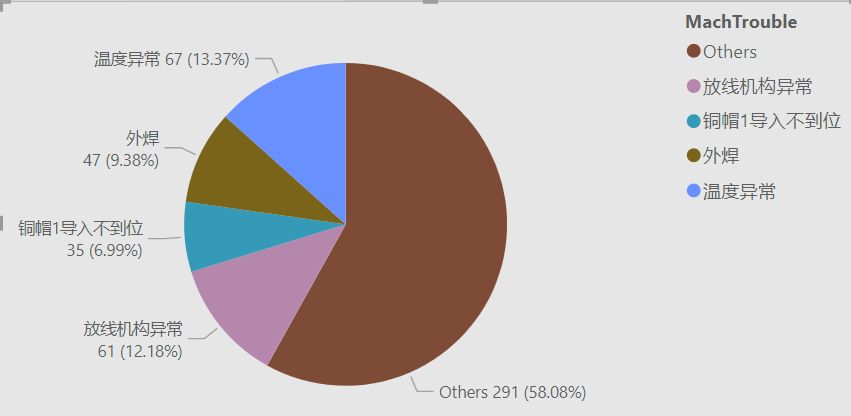 MachTrouble
Others
放线机构异常
铜帽1导入不到位
外焊
温度异常
温度异常 67 (13.37%)
外焊
47 (9.38%)
铜帽1导入不到位
35 (6.99%)
放线机构异常
61 (12.18%)
Others 291 (58.08%)